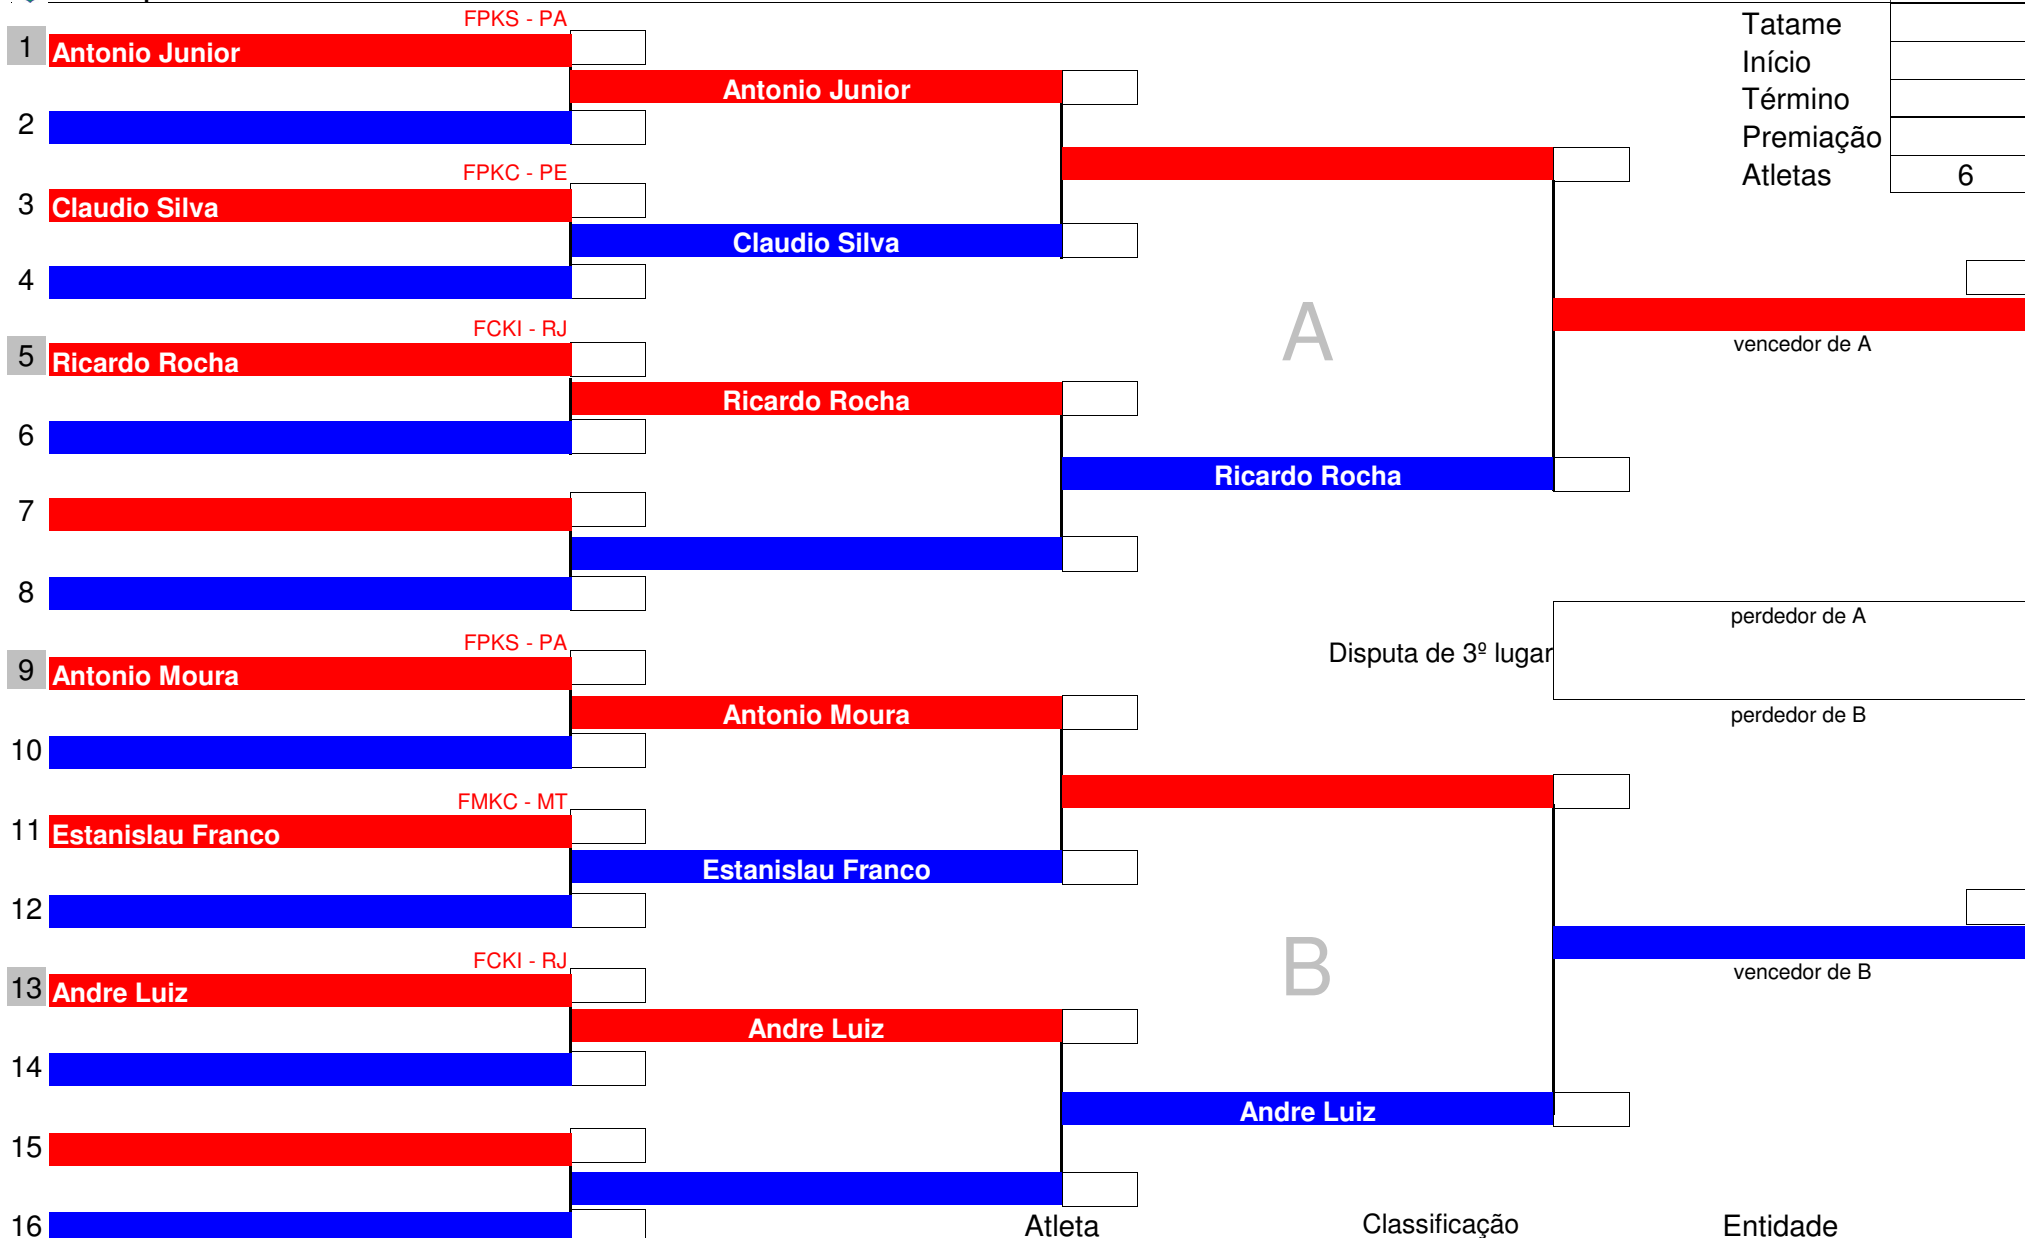 FPKS - PA
1 Antonio Junior
Antonio Junior
2
FPKC - PE
3 Claudio Silva
Claudio Silva
4
FCKI - RJ
5 Ricardo Rocha
Ricardo Rocha
6
Ricardo Rocha
7
8
FPKS - PA
9 Antonio Moura
Antonio Moura
10
FMKC - MT
11 Estanislau Franco
Estanislau Franco
12
FCKI - RJ
13 Andre Luiz
Andre Luiz
14
Andre Luiz
15
16
A
B
Tatame
Início
Término
Premiação
Atletas 6
vencedor de A
perdedor de A
Disputa de 3º lugar
perdedor de B
vencedor de B
Atleta Classificação Entidade